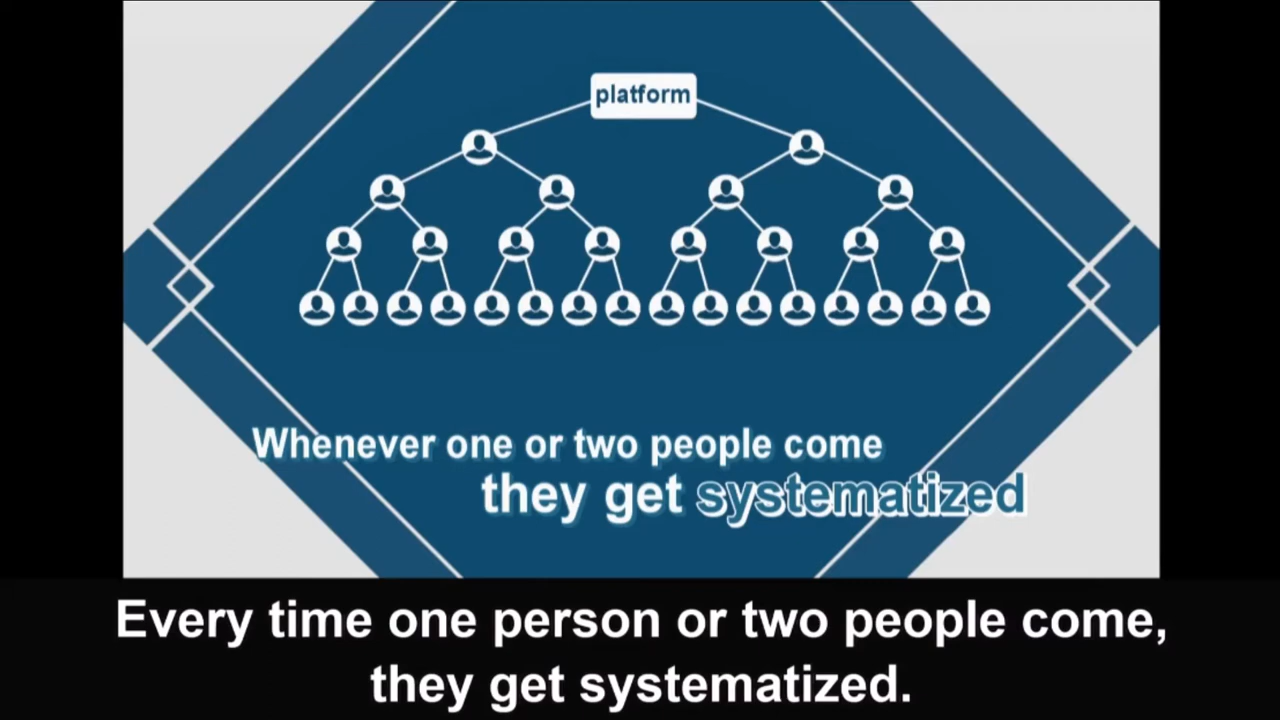 platform
Whenever one or two people come
they get systematized
Every time one person or two people come,
they get systematized.